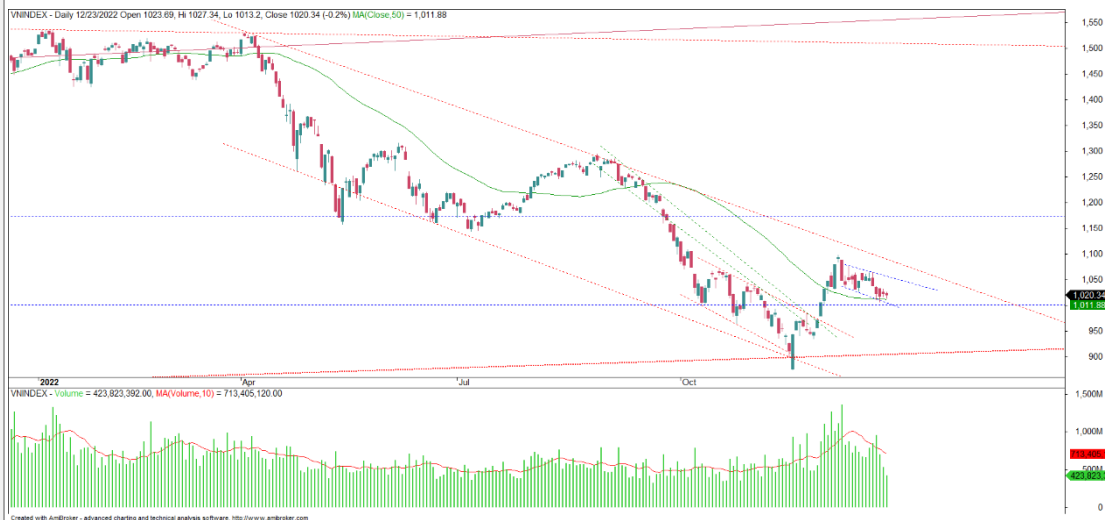 VNINDEX - Daily 12/23/2022 Open 1023.69, Hi 1027.34, Lo 1013.2, Close 1020.34 (-0.2%) MA(Close,50) = 1,011.88
1,550
1,500
1,450
1,400
1,350
1,300
1,250
1,200
1,150
1,100
1,050
1,020.34
1,011.88
950
900
2022
Apr
Jul
Oct
VNINDEX - Volume = 423,823,392.00, MA(Volume,10) = 713,405,120.00
1,500M
1,000M
713,405,
500M
423,823,
0
Created with AmiBroker - advanced charting and technical analysis software. http://www.amibroker.com